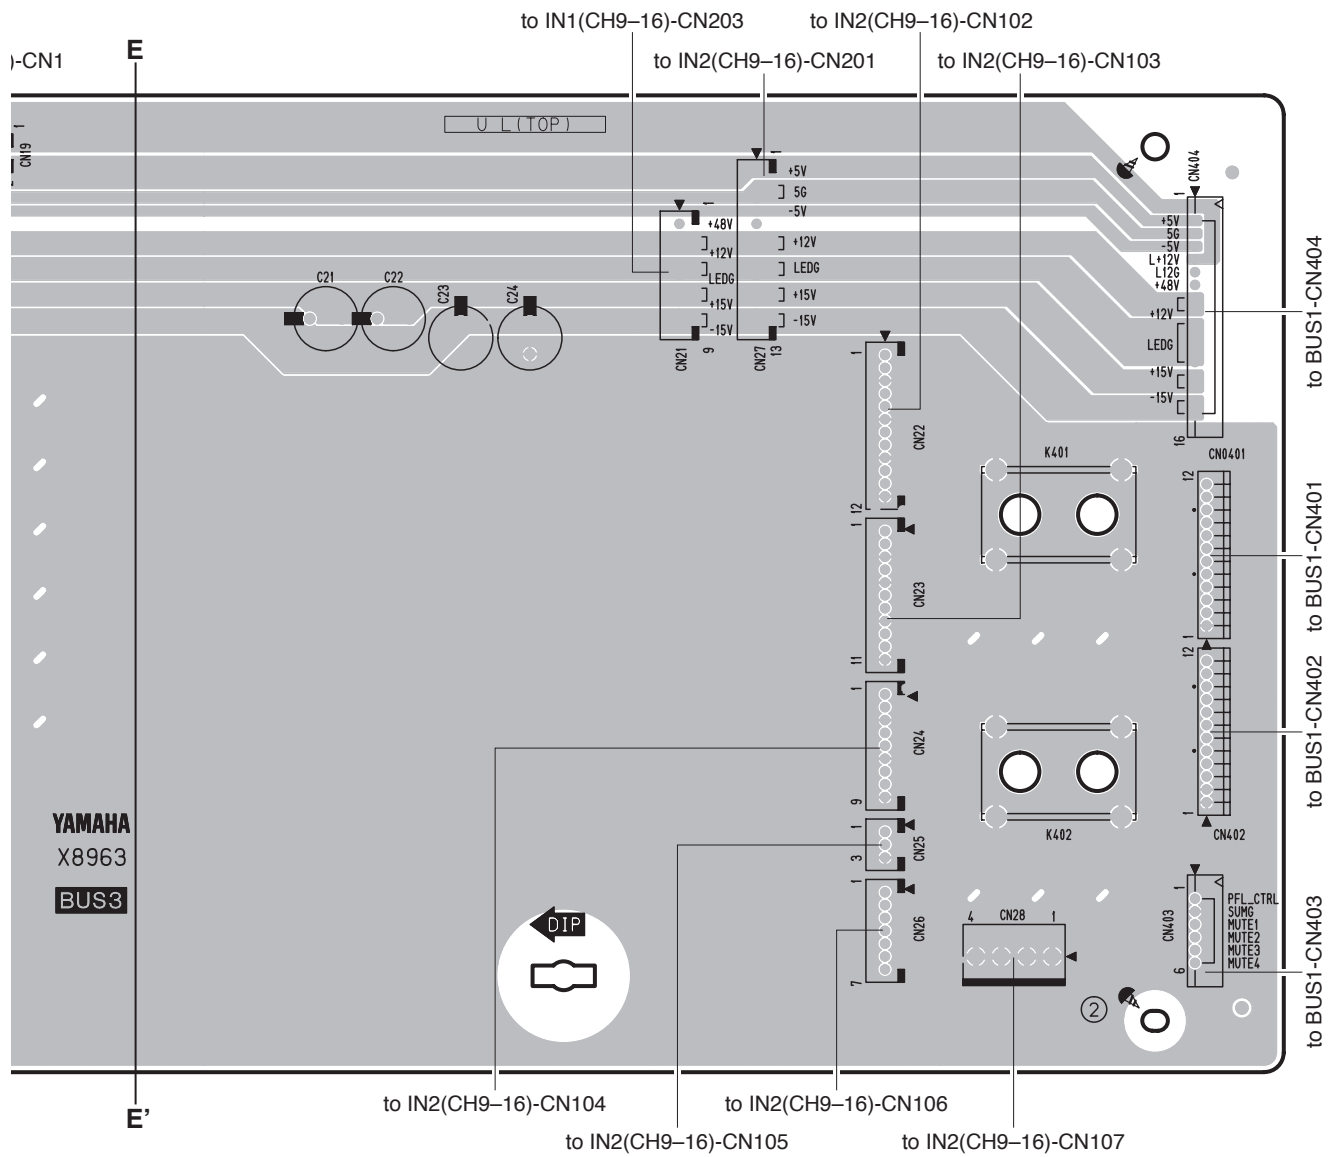 to IN1(CH9–16)-CN203
to IN2(CH9–16)-CN102
)-CN1
E
to IN2(CH9–16)-CN201
to IN2(CH9–16)-CN103
U L(TOP)
1
CN19
1
+5V
5G
-5V
+12V
LEDG
+15V
-15V
CN27
13
1
+48V
+12V
LEDG
+15V
-15V
CN21
9
C21
C22
C23
C24
CN404
1
+5V
5G
-5V
L+12V
L12G
+48V
+12V
LEDG
+15V
-15V
16
to BUS1-CN404
1
CN22
12
K401
CN0401
12
1
to BUS1-CN401
1
CN23
11
12
1
CN402
to BUS1-CN402
1
CN24
9
K402
1
CN25
3
1
CN26
7
YAMAHA
X8963
BUS3
DIP
4
CN28
1
CN403
1
PFL_CTRL
SUMG
MUTE1
MUTE2
MUTE3
MUTE4
6
to BUS1-CN403
2
E'
to IN2(CH9–16)-CN104
to IN2(CH9–16)-CN106
to IN2(CH9–16)-CN105
to IN2(CH9–16)-CN107